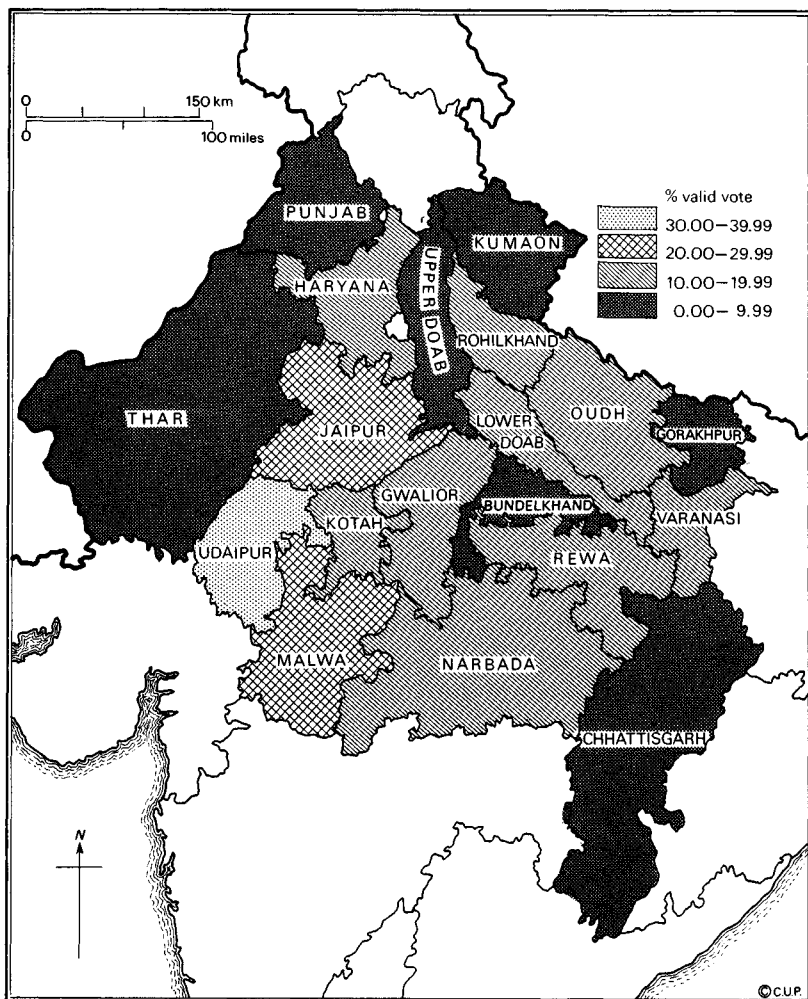 0 150 km
0 100 miles
% valid vote
30.00–39.99
20.00–29.99
10.00–19.99
0.00– 9.99
PUNJAB
KUMAON
HARYANA
UPPER DOAB
ROHILKHAND
THAR
JAIPUR
LOWER
DOAB
OUDH
GORAKHPUR
GWALIOR
BUNDELKHAND
KOTAH
VARANASI
UDAIPUR
REWA
MALWA
NARBADA
CHHATTISGARH
N
© C.U.P.